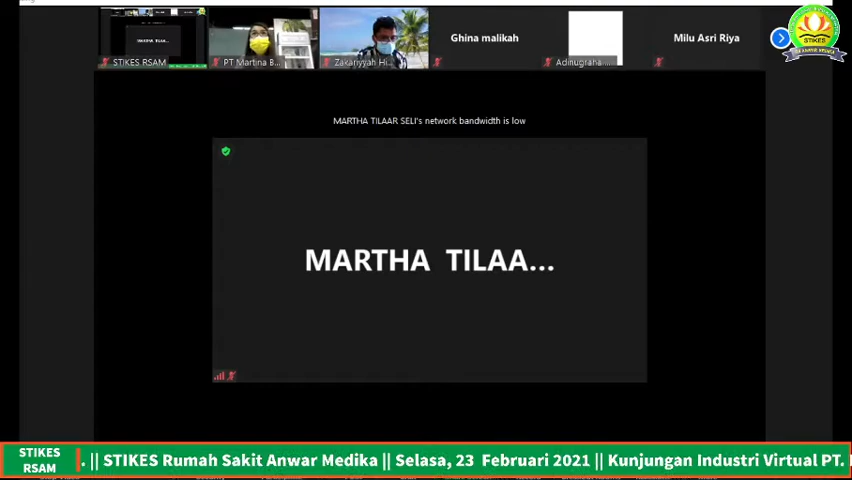 STIKES RSAM
PT Martina B...
Zakariyyah Hi...
Ghina malikah
Adinugraha ...
Milu Asri Riya
STIKES
MARTHA TILAAR SELI's network bandwidth is low
MARTHA TILAA...
STIKES
RSAM
. || STIKES Rumah Sakit Anwar Medika || Selasa, 23 Februari 2021 || Kunjungan Industri Virtual PT.